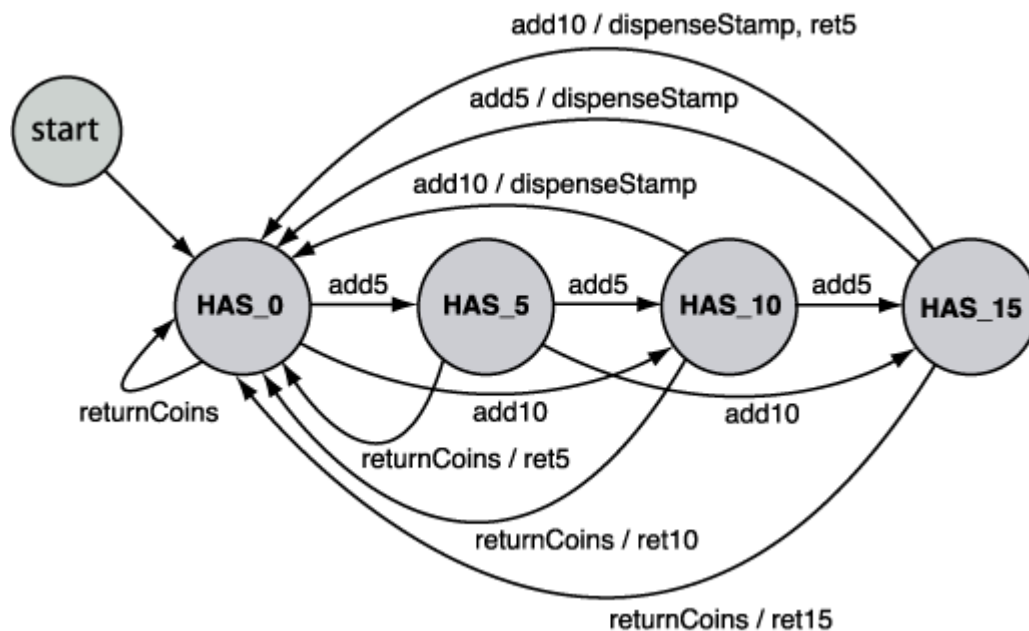 add10 / dispenseStamp, ret5
add5 / dispenseStamp
start
add10 / dispenseStamp
add5
add5
add5
HAS_0
HAS_5
HAS_10
HAS_15
returnCoins
add10
add10
returnCoins / ret5
returnCoins / ret10
returnCoins / ret15